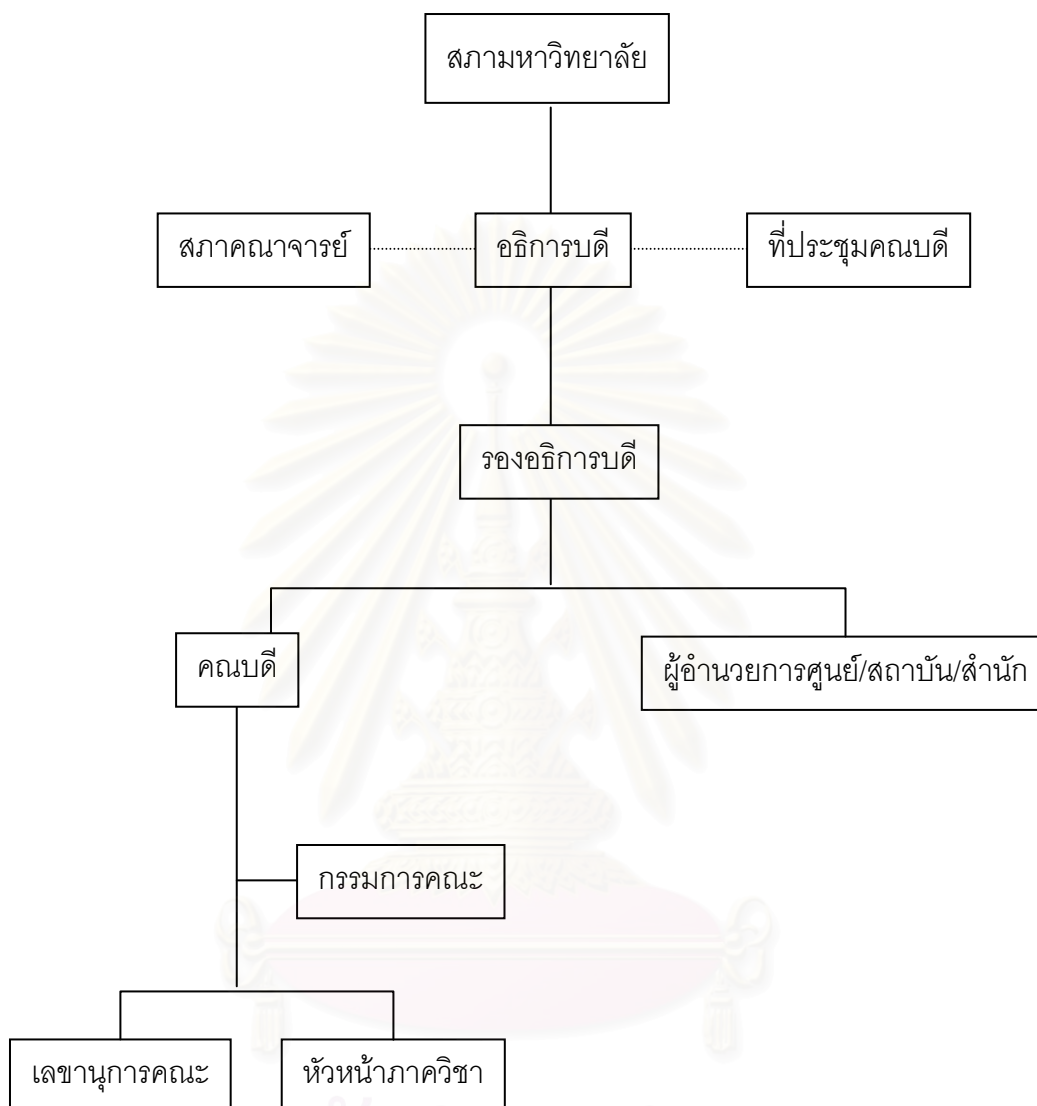 สภามหาวิทยาลัย
สภาคณาจารย์
อธิการบดี
ที่ประชุมคณบดี
รองอธิการบดี
คณบดี
ผู้อำนวยการศูนย์/สถาบัน/สำนัก
กรรมการคณะ
เลขานุการคณะ
หัวหน้าภาควิชา